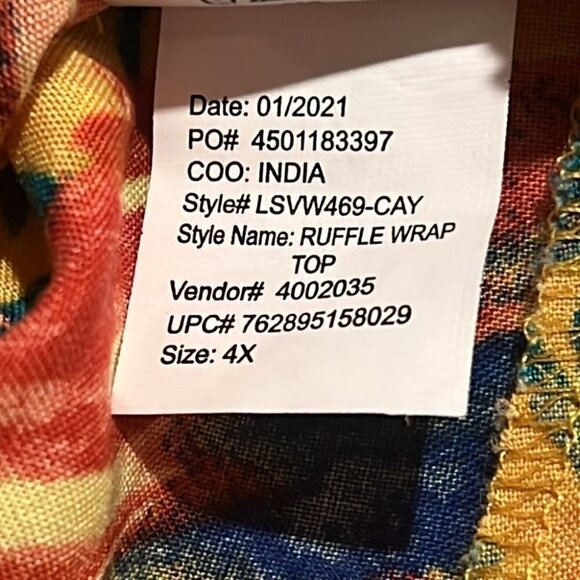 Date: 01/2021
PO# 4501183397
COO: INDIA
Style# LSVW469-CAY
Style Name: RUFFLE WRAP
TOP
Vendor# 4002035
UPC# 762895158029
Size: 4X